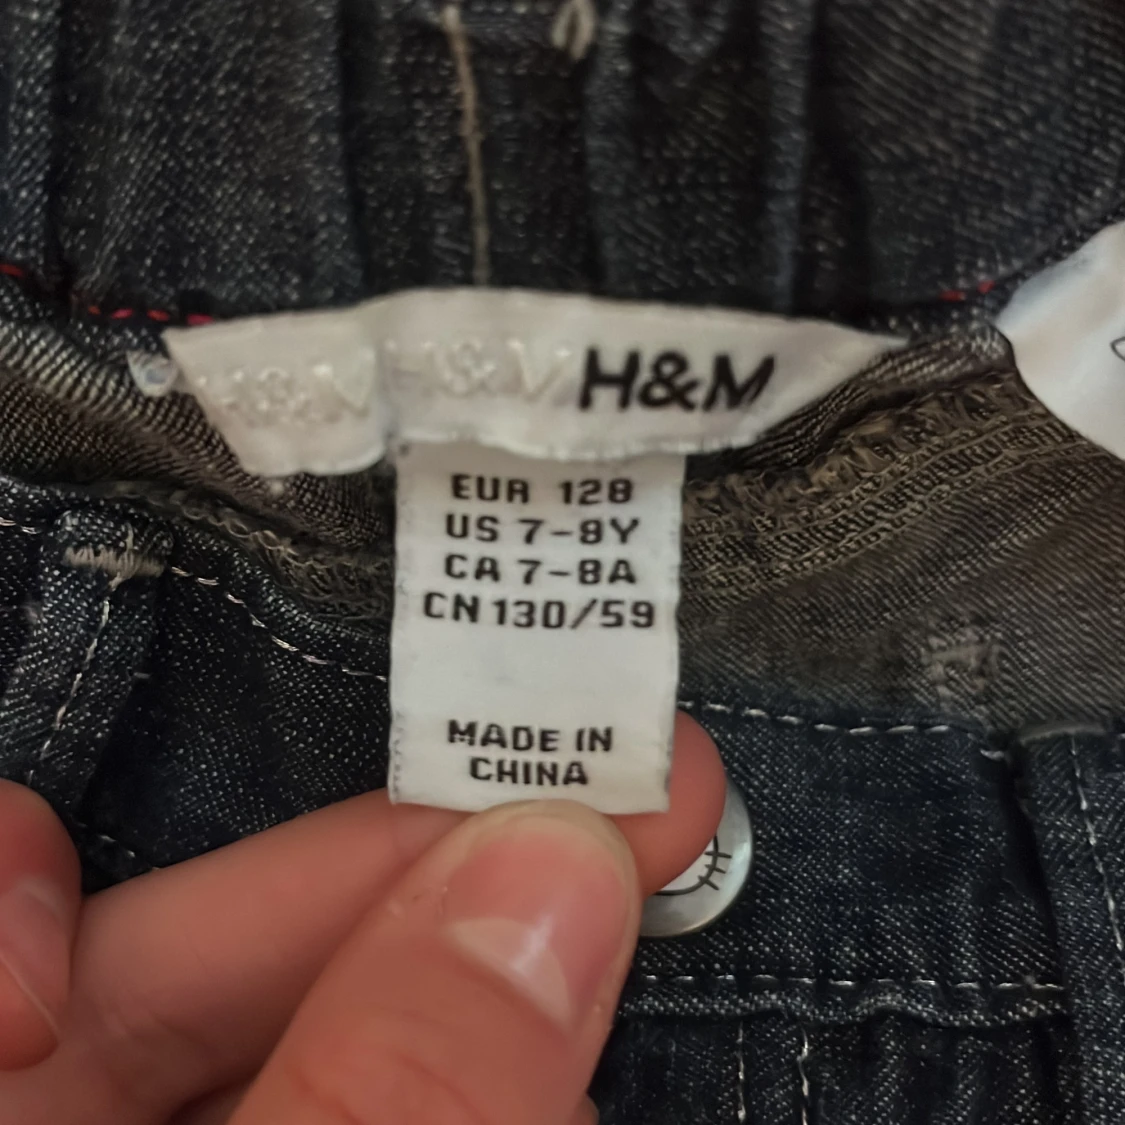 H&M H&M H&M
EUR 128
US 7-8Y
CA 7-8A
CN 130/59
MADE IN
CHINA